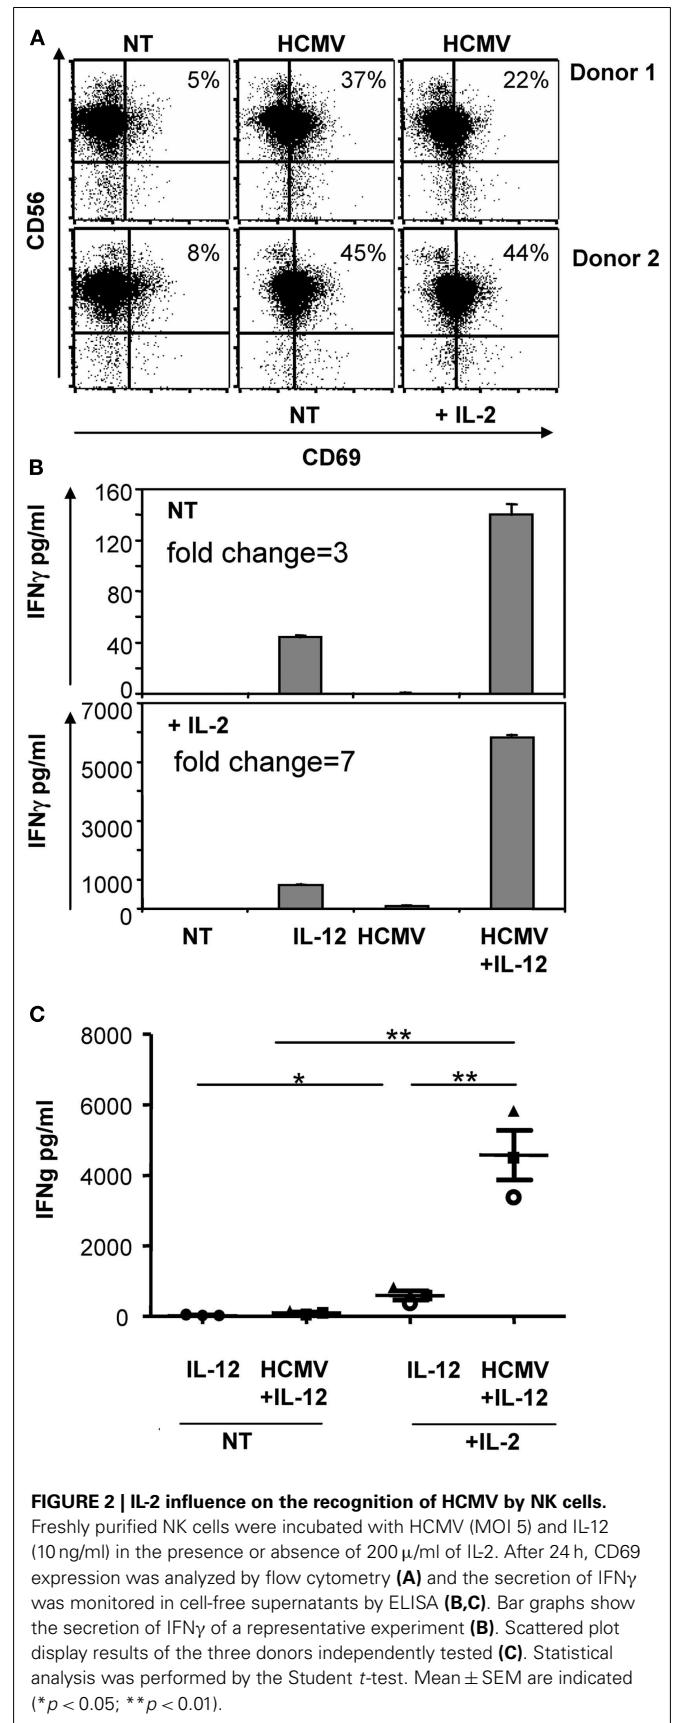 A
NT HCMV HCMV
5% 37% 22% Donor 1
CD56
8% 45% 44% Donor 2
NT + IL-2
CD69
B
IFNγ pg/ml
160
120
80
40
0
NT
fold change=3
IFNγ pg/ml
7000
5000
3000
1000
0
+ IL-2
fold change=7
NT IL-12 HCMV HCMV
+IL-12
C
IFNg pg/ml
8000
6000
4000
2000
0
**
* **
IL-12 HCMV IL-12 HCMV
+IL-12 +IL-12
NT +IL-2
FIGURE 2 | IL-2 influence on the recognition of HCMV by NK cells.
Freshly purified NK cells were incubated with HCMV (MOI 5) and IL-12
(10 ng/ml) in the presence or absence of 200 μ/ml of IL-2. After 24 h, CD69
expression was analyzed by flow cytometry (A) and the secretion of IFNγ
was monitored in cell-free supernatants by ELISA (B,C). Bar graphs show
the secretion of IFNγ of a representative experiment (B). Scattered plot
display results of the three donors independently tested (C). Statistical
analysis was performed by the Student t-test. Mean ± SEM are indicated
(*p < 0.05; **p < 0.01).